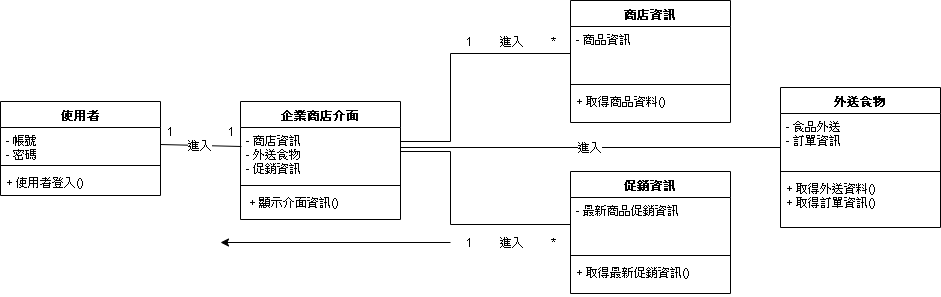 使用者
- 帳號
- 密碼
+ 使用者登入()
1
進入
1
企業商店介面
- 商店資訊
- 外送食物
- 促銷資訊
+ 顯示介面資訊()
1
進入
*
商店資訊
- 商品資訊
+ 取得商品資料()
進入
外送食物
- 食品外送
- 訂單資訊
+ 取得外送資料()
+ 取得訂單資訊()
1
進入
*
促銷資訊
- 最新商品促銷資訊
+ 取得最新促銷資訊()